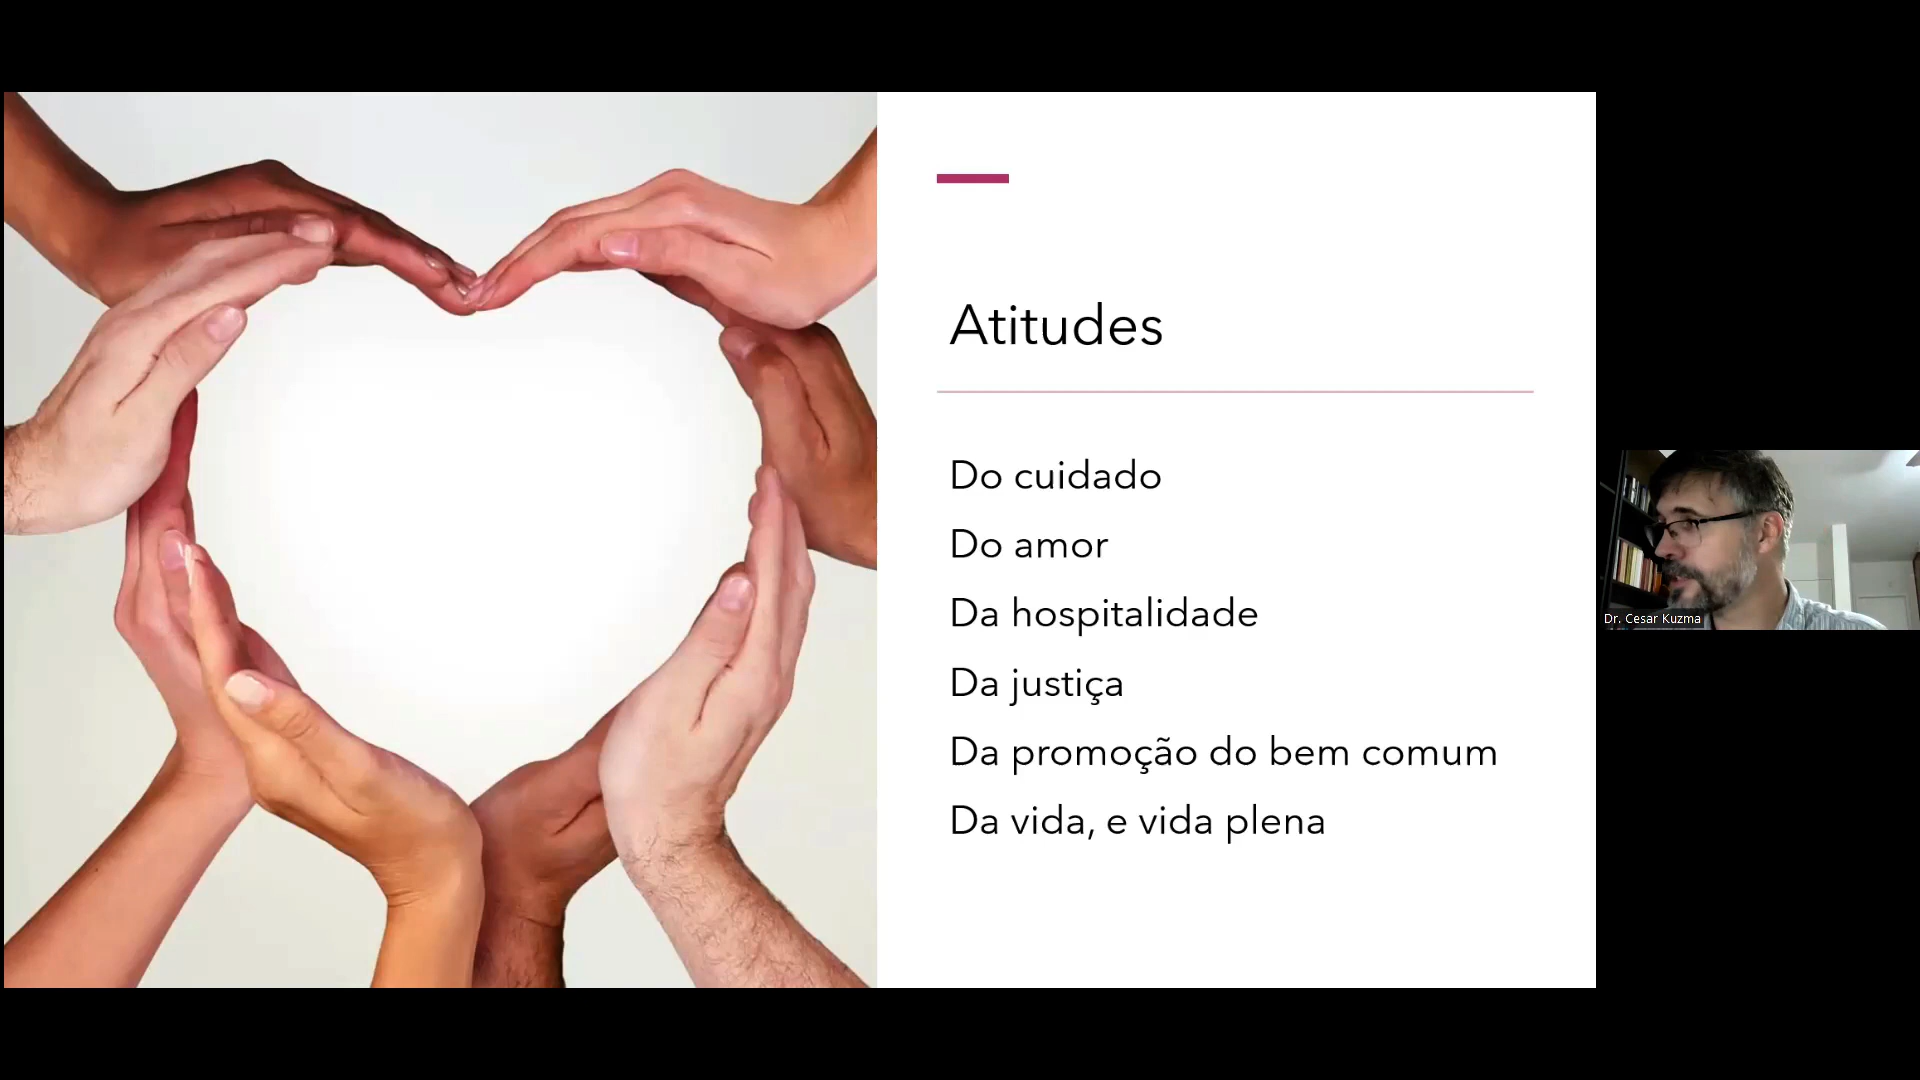 Atitudes
Do cuidado
Do amor
Da hospitalidade
Da justiça
Da promoção do bem comum
Da vida, e vida plena
Dr. Cesar Kuzma